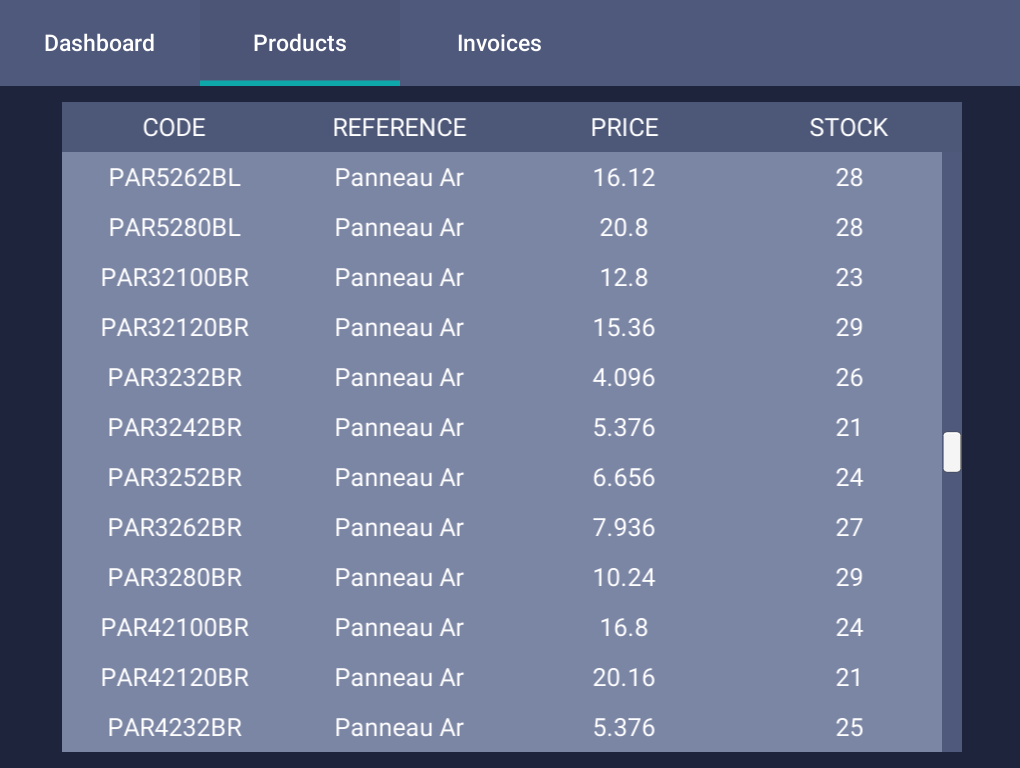 Dashboard Products Invoices
CODE REFERENCE PRICE STOCK
PAR5262BL Panneau Ar 16.12 28
PAR5280BL Panneau Ar 20.8 28
PAR32100BR Panneau Ar 12.8 23
PAR32120BR Panneau Ar 15.36 29
PAR3232BR Panneau Ar 4.096 26
PAR3242BR Panneau Ar 5.376 21
PAR3252BR Panneau Ar 6.656 24
PAR3262BR Panneau Ar 7.936 27
PAR3280BR Panneau Ar 10.24 29
PAR42100BR Panneau Ar 16.8 24
PAR42120BR Panneau Ar 20.16 21
PAR4232BR Panneau Ar 5.376 25